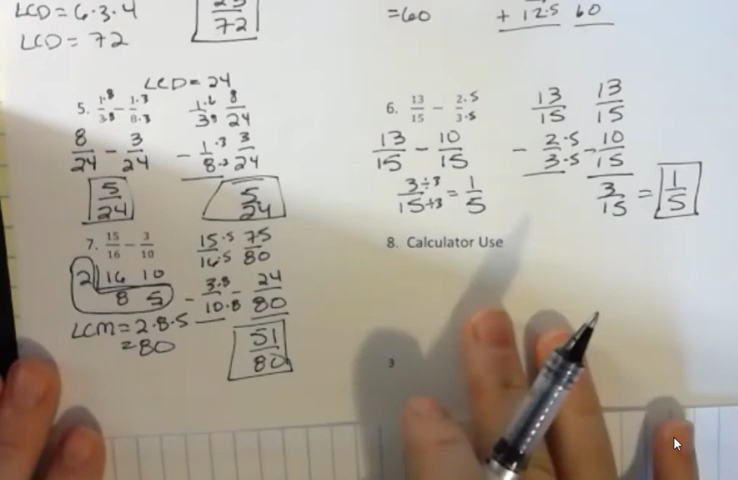 LCD = 6·3·4
LCD = 72
72
=60
+ 12·5 60
LCD = 24
5. 1·8/3·8 − 1·3/8·3
1·8/3·8 8/24
8/24 − 3/24
− 1·3/8·3 3/24
5/24
5/24
6. 13/15 − 2·5/3·5
13/15 13/15
13/15 − 10/15
− 2·5/3·5 − 10/15
3÷3/15÷3 = 1/5
3/15 = 1/5
7. 15/16 − 3/10
15·5/16·5 75/80
2 16 10
8 5
− 3·8/10·8 − 24/80
LCM = 2·8·5
=80
51/80
8. Calculator Use
3